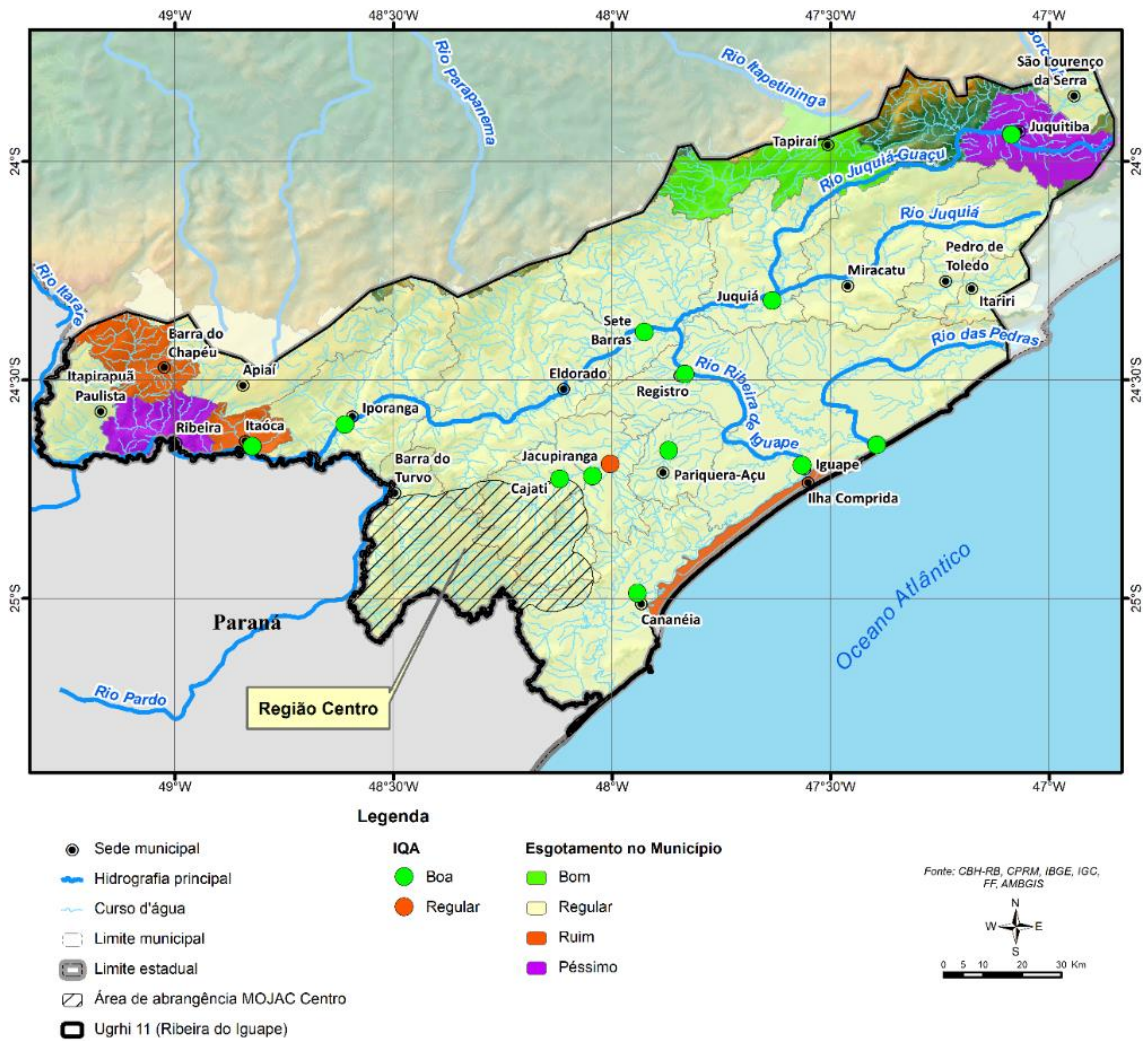 49°W
48°30'W
48°W
47°30'W
47°W
Rio Parapanema
Rio Itapetininga
São Lourenço
da Serra
Juquitiba
Tapiraí
24°S
24°S
Rio Juquiá-Guaçu
Rio Juquiá
Pedro de
Toledo
Miracatu
Itariri
Juquiá
Rio Itararé
Sete
Barras
Rio das Pedras
Barra do
Chapéu
Apiaí
Itapirapuã
Paulista
Eldorado
Registro
24°30'S
24°30'S
Rio Ribeira de Iguape
Iporanga
Ribeira
Itaóca
Jacupiranga
Barra do
Turvo
Cajati
Pariquera-Açu
Iguape
Ilha Comprida
25°S
25°S
Cananéia
Oceano Atlântico
Paraná
Rio Pardo
Região Centro
49°W
48°30'W
48°W
47°30'W
47°W
Legenda
Sede municipal
Hidrografia principal
Curso d'água
Limite municipal
Limite estadual
Área de abrangência MOJAC Centro
Ugrhi 11 (Ribeira do Iguape)
IQA
Boa
Regular
Esgotamento no Município
Bom
Regular
Ruim
Péssimo
Fonte: CBH-RB, CPRM, IBGE, IGC,
FF, AMBGIS
N
W
E
S
0 5 10 20 30 Km